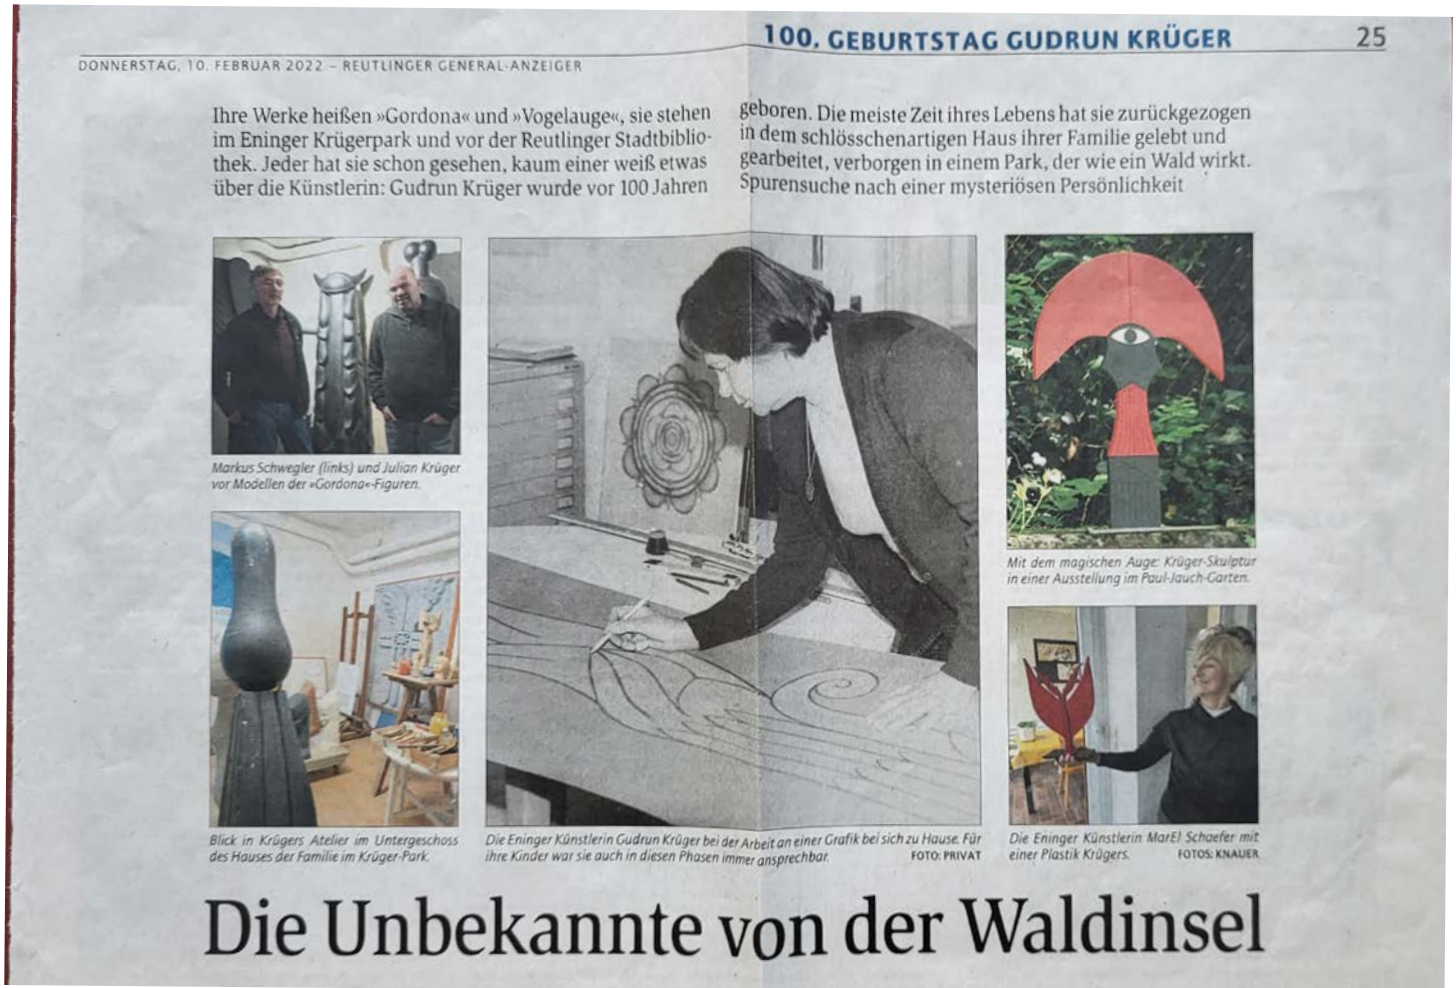 100. GEBURTSTAG GUDRUN KRÜGER
25
DONNERSTAG, 10. FEBRUAR 2022 – REUTLINGER GENERAL-ANZEIGER
Ihre Werke heißen »Gordona« und »Vogelauge«, sie stehen
im Eninger Krügerpark und vor der Reutlinger Stadtbiblio-
thek. Jeder hat sie schon gesehen, kaum einer weiß etwas
über die Künstlerin: Gudrun Krüger wurde vor 100 Jahren
geboren. Die meiste Zeit ihres Lebens hat sie zurückgezogen
in dem schlösschenartigen Haus ihrer Familie gelebt und
gearbeitet, verborgen in einem Park, der wie ein Wald wirkt.
Spurensuche nach einer mysteriösen Persönlichkeit
Markus Schwegler (links) und Julian Krüger
vor Modellen der »Gordona«-Figuren.
Blick in Krügers Atelier im Untergeschoss
des Hauses der Familie im Krüger-Park.
Die Eninger Künstlerin Gudrun Krüger bei der Arbeit an einer Grafik bei sich zu Hause. Für
ihre Kinder war sie auch in diesen Phasen immer ansprechbar.
FOTO: PRIVAT
Mit dem magischen Auge: Krüger-Skulptur
in einer Ausstellung im Paul-Jauch-Garten.
Die Eninger Künstlerin MarEl Schaefer mit
einer Plastik Krügers.
FOTOS: KNAUER
Die Unbekannte von der Waldinsel